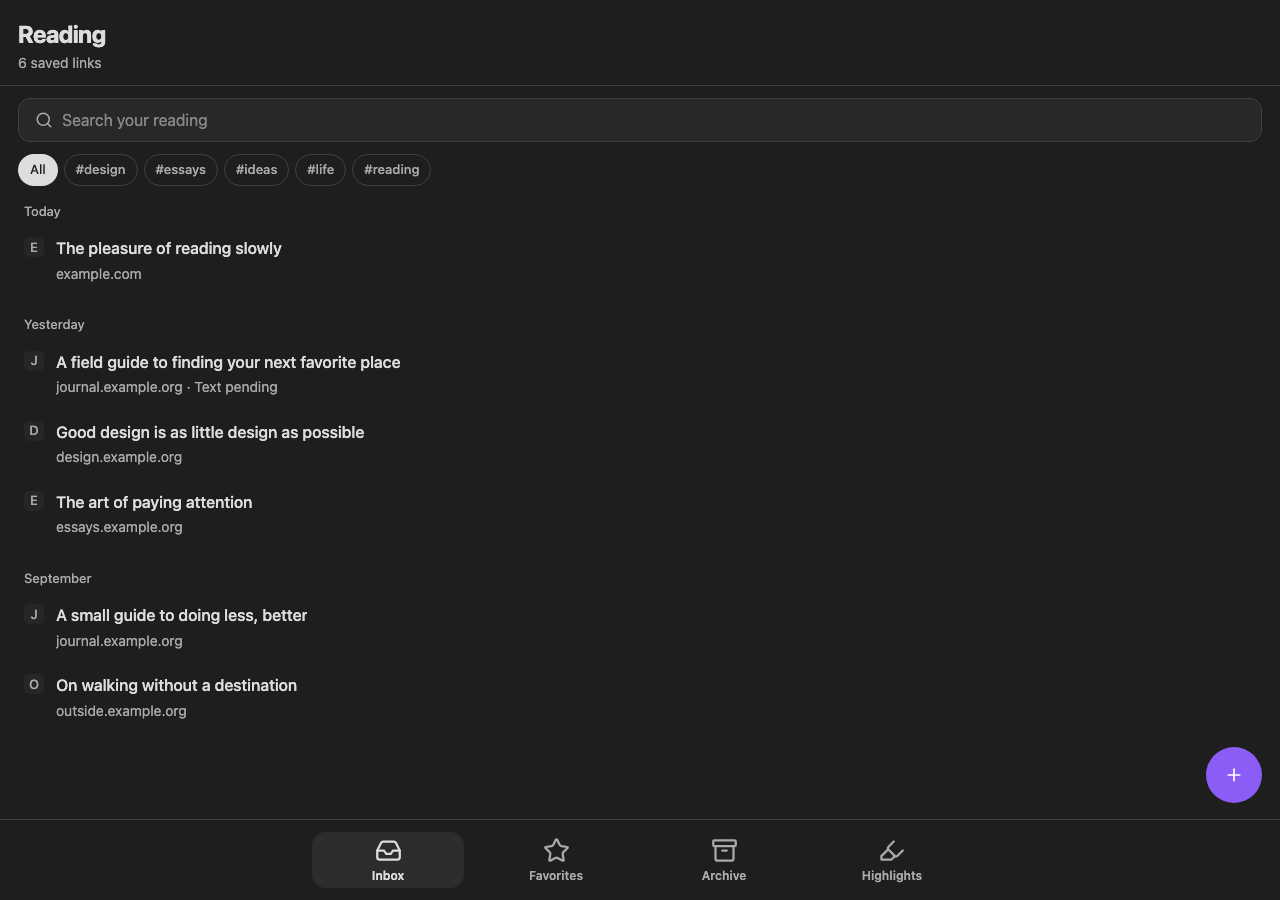 Reading
6 saved links
Search your reading
All #design #essays #ideas #life #reading
Today
E The pleasure of reading slowly
example.com
Yesterday
J A field guide to finding your next favorite place
journal.example.org · Text pending
D Good design is as little design as possible
design.example.org
E The art of paying attention
essays.example.org
September
J A small guide to doing less, better
journal.example.org
O On walking without a destination
outside.example.org
Inbox Favorites Archive Highlights